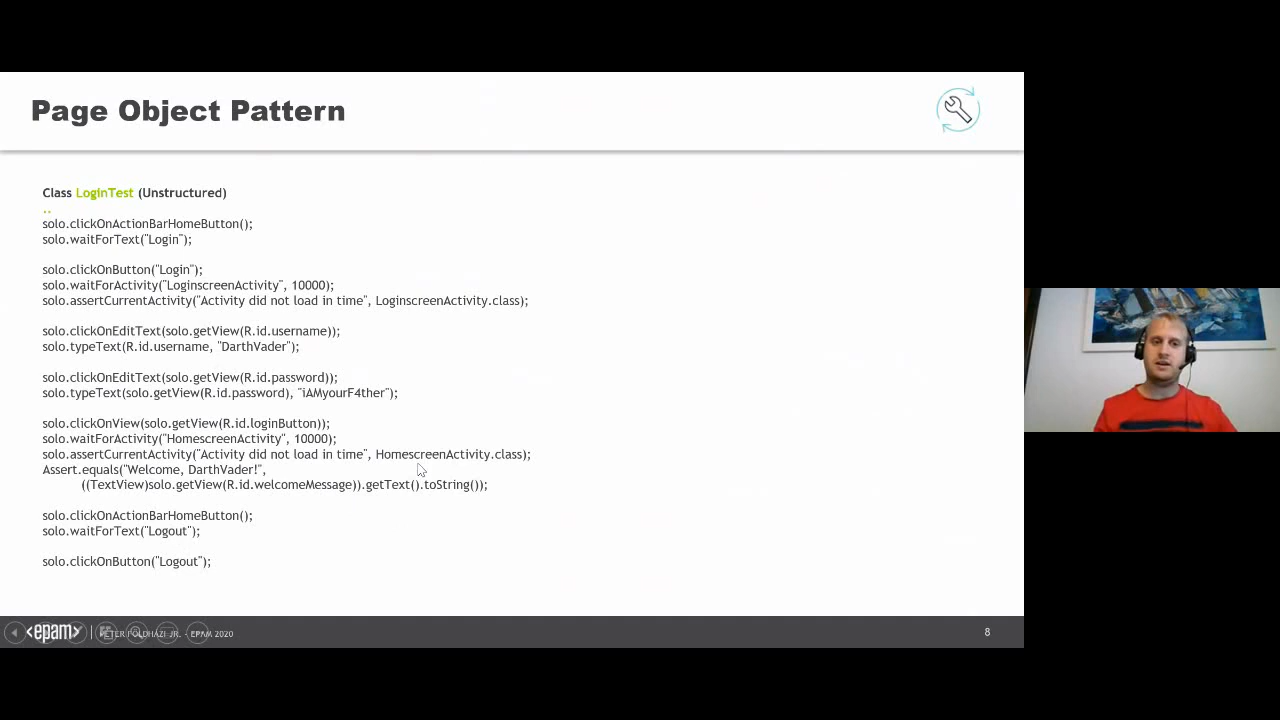 Page Object Pattern
Class LoginTest (Unstructured)
..
solo.clickOnActionBarHomeButton();
solo.waitForText("Login");
solo.clickOnButton("Login");
solo.waitForActivity("LoginscreenActivity", 10000);
solo.assertCurrentActivity("Activity did not load in time", LoginscreenActivity.class);
solo.clickOnEditText(solo.getView(R.id.username));
solo.typeText(R.id.username, "DarthVader");
solo.clickOnEditText(solo.getView(R.id.password));
solo.typeText(solo.getView(R.id.password), "iAMyourF4ther");
solo.clickOnView(solo.getView(R.id.loginButton));
solo.waitForActivity("HomescreenActivity", 10000);
solo.assertCurrentActivity("Activity did not load in time", HomescreenActivity.class);
Assert.equals("Welcome, DarthVader!",
((TextView)solo.getView(R.id.welcomeMessage)).getText().toString());
solo.clickOnActionBarHomeButton();
solo.waitForText("Logout");
solo.clickOnButton("Logout");
<epam> | PETER FÖLDHÁZI JR. - EPAM 2020
8